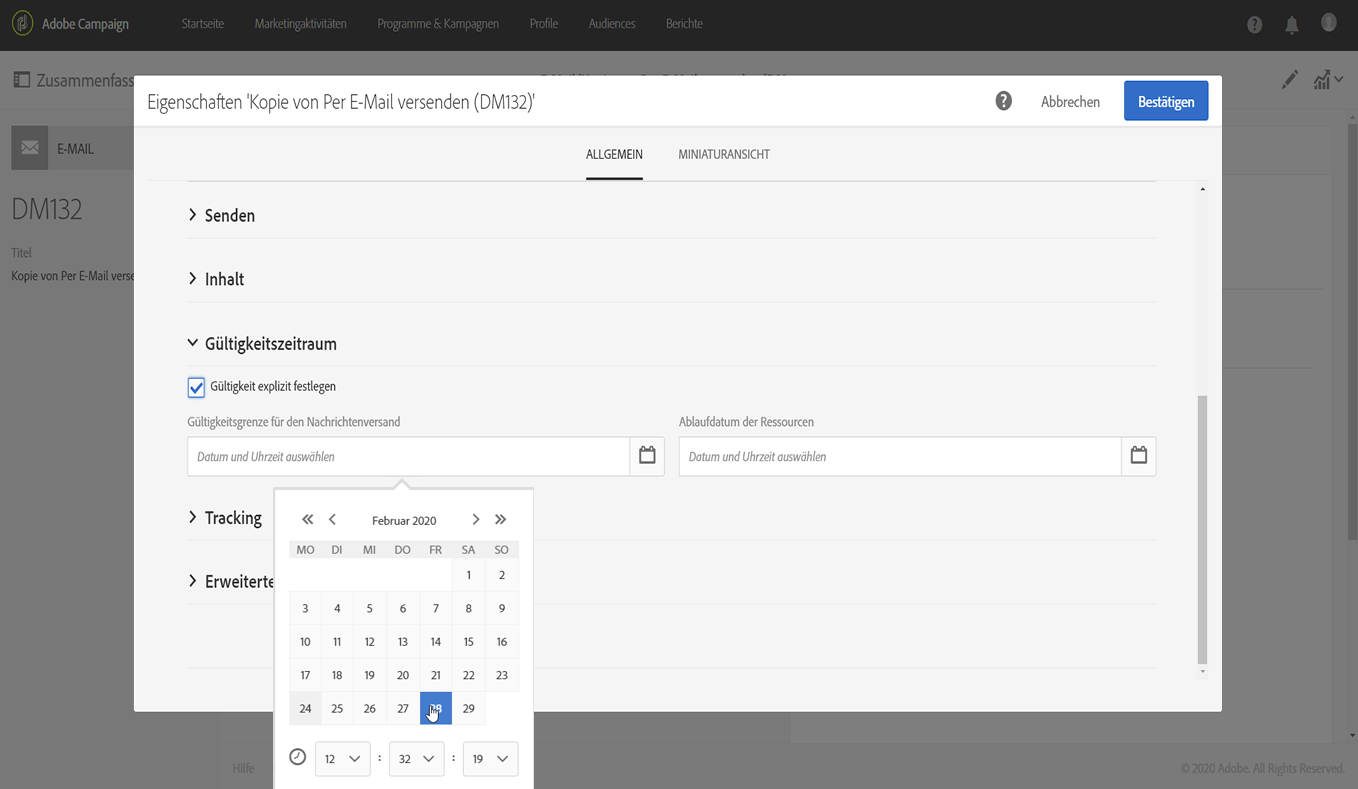 Adobe Campaign Startseite Marketingaktivitäten Programme & Kampagnen Profile Audiences Berichte
Zusammenfass
Eigenschaften 'Kopie von Per E-Mail versenden (DM132)' Abbrechen Bestätigen
E-MAIL
ALLGEMEIN MINIATURANSICHT
DM132
Titel
Kopie von Per E-Mail verse
Senden
Inhalt
Gültigkeitszeitraum
Gültigkeit explizit festlegen
Gültigkeitsgrenze für den Nachrichtenversand Ablaufdatum der Ressourcen
Datum und Uhrzeit auswählen Datum und Uhrzeit auswählen
Tracking
Erweiterte
Februar 2020
MO DI MI DO FR SA SO
1 2
3 4 5 6 7 8 9
10 11 12 13 14 15 16
17 18 19 20 21 22 23
24 25 26 27 28 29
12 : 32 : 19
Hilfe © 2020 Adobe. All Rights Reserved.